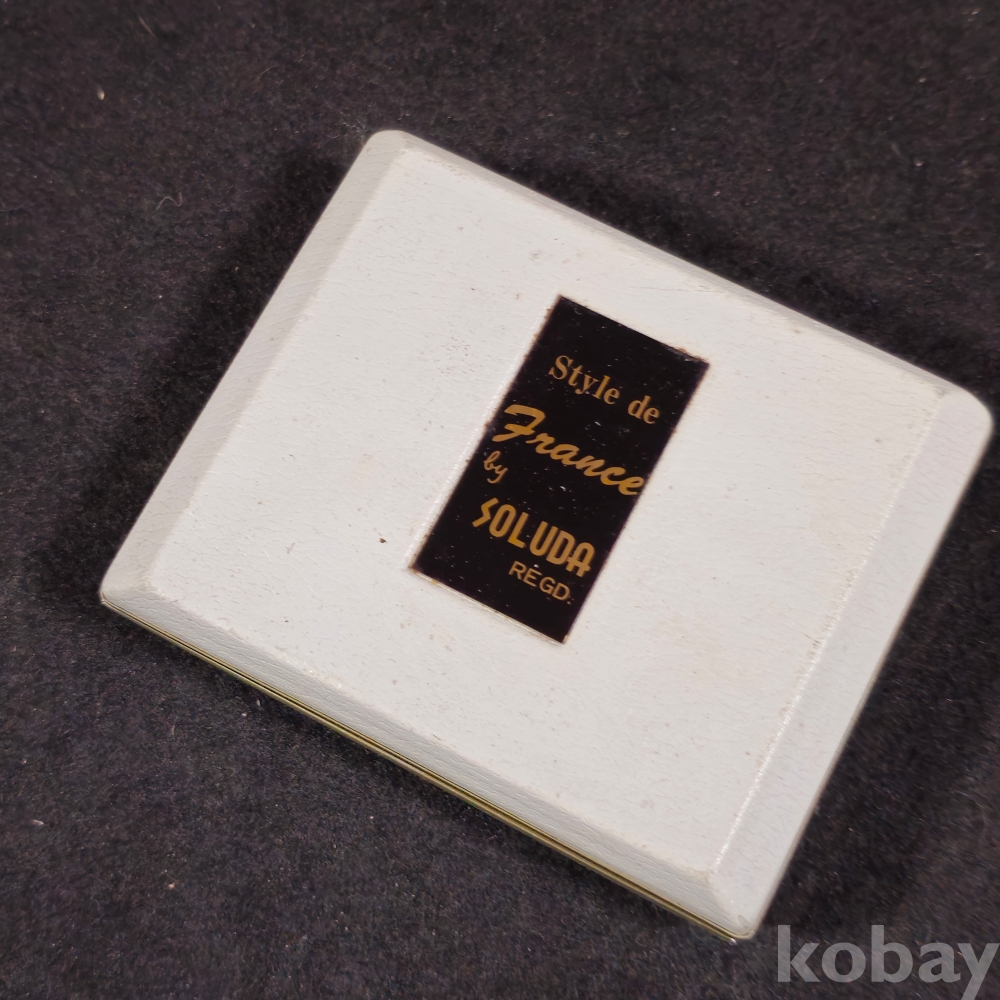 Style de
France
by
SOLUDA
REGD.
kobay